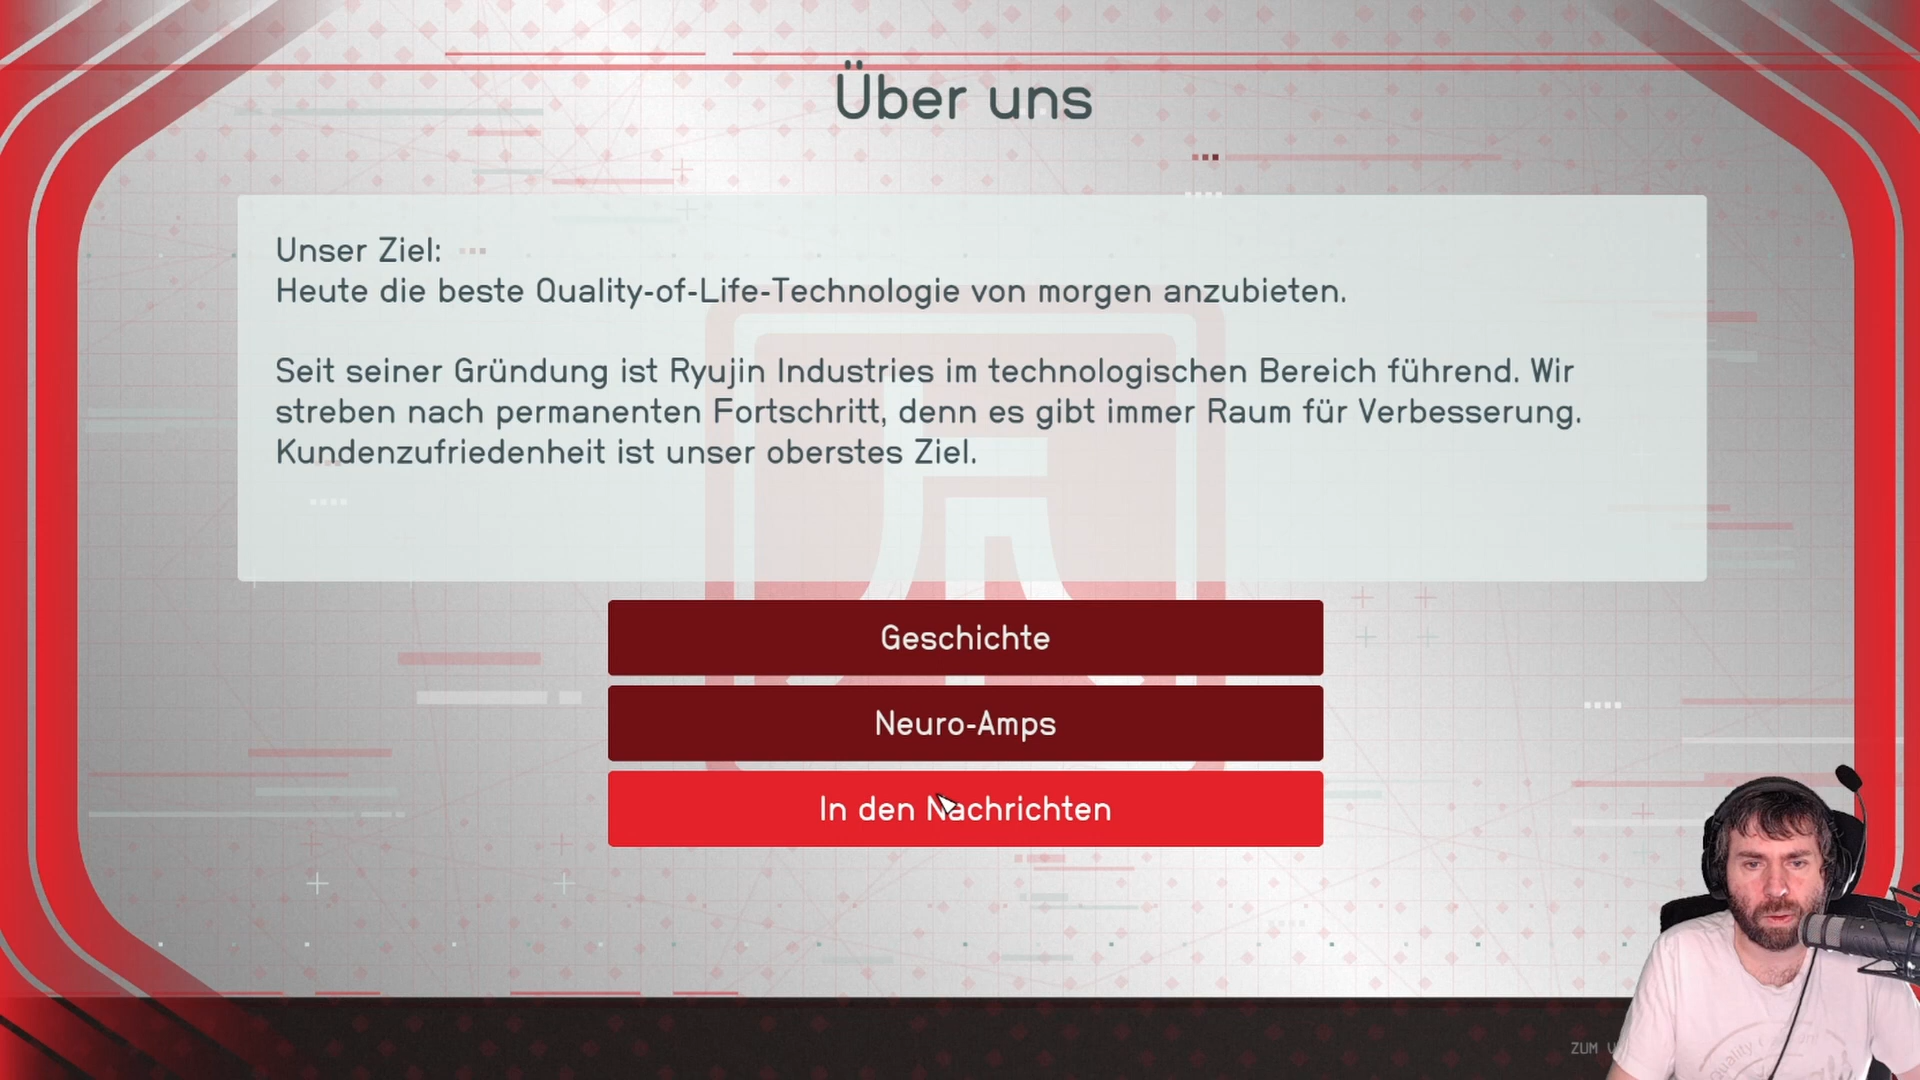 Über uns
Unser Ziel:
Heute die beste Quality-of-Life-Technologie von morgen anzubieten.
Seit seiner Gründung ist Ryujin Industries im technologischen Bereich führend. Wir
streben nach permanenten Fortschritt, denn es gibt immer Raum für Verbesserung.
Kundenzufriedenheit ist unser oberstes Ziel.
Geschichte
Neuro-Amps
In den Nachrichten
ZUM
Quality